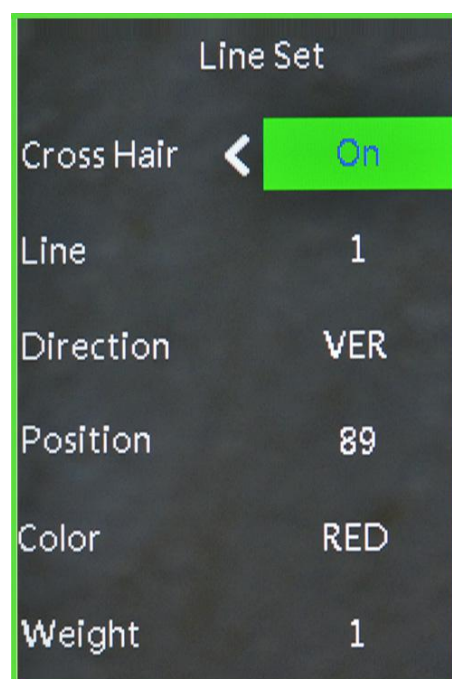 Line Set
Cross Hair < On
Line 1
Direction VER
Position 89
Color RED
Weight 1